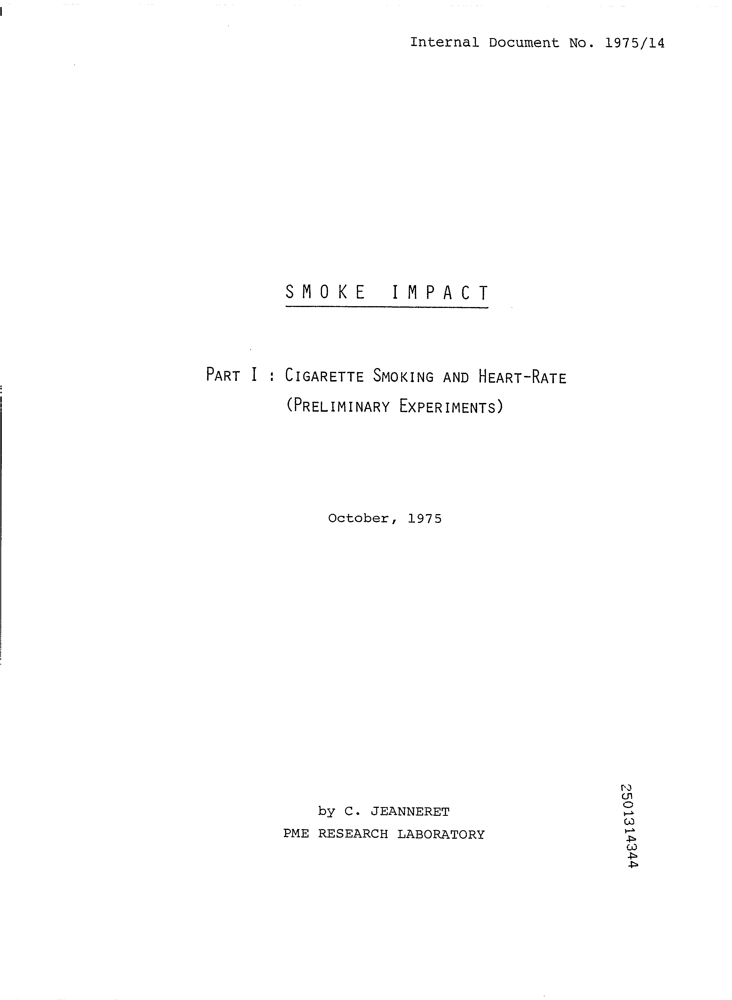 Internal Document No. 1975/14
SMOKE IMPACT
PART I : CIGARETTE SMOKING AND HEART-RATE
(PRELIMINARY EXPERIMENTS)
October, 1975
by C. JEANNERET
PME RESEARCH LABORATORY
2501314344